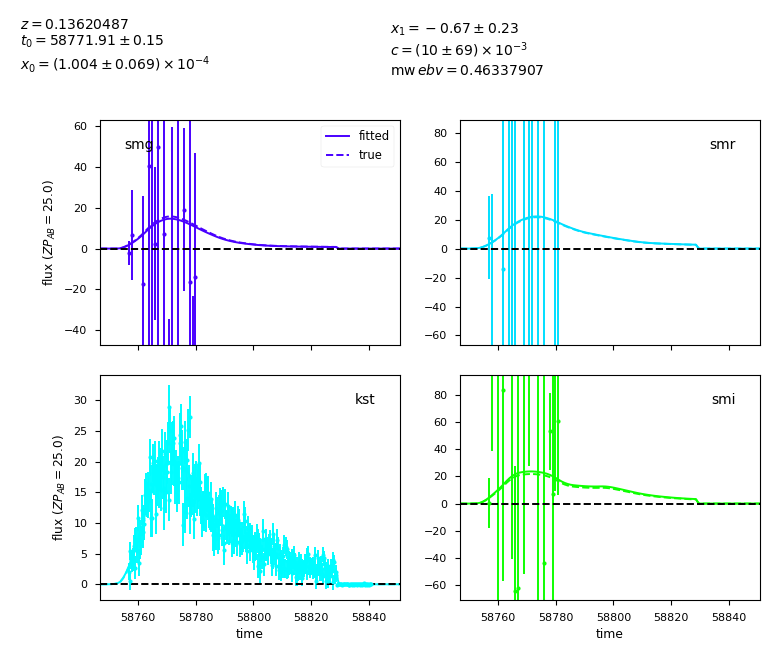 z = 0.13620487
t₀ = 58771.91 ± 0.15
x₀ = (1.004 ± 0.069) × 10⁻⁴
x₁ = −0.67 ± 0.23
c = (10 ± 69) × 10⁻³
mw ebv = 0.46337907
smg
fitted
true
60
40
20
0
−20
−40
flux (ZP_AB = 25.0)
smr
80
60
40
20
0
−20
−40
−60
kst
30
25
20
15
10
5
0
flux (ZP_AB = 25.0)
58760 58780 58800 58820 58840
time
smi
80
60
40
20
0
−20
−40
−60
58760 58780 58800 58820 58840
time